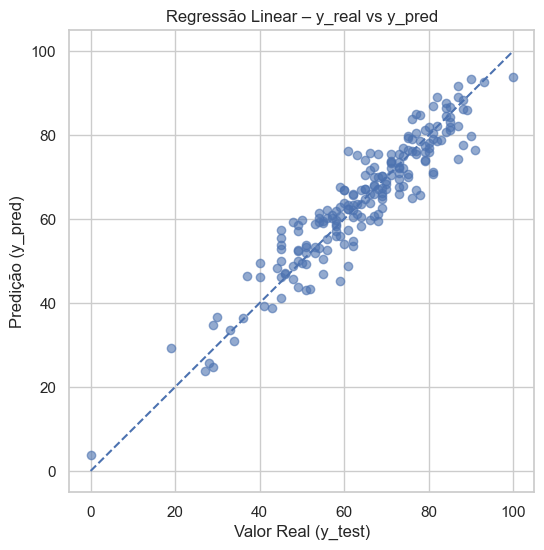 Regressão Linear – y_real vs y_pred
100
80
60
40
20
0
Predição (y_pred)
0 20 40 60 80 100
Valor Real (y_test)